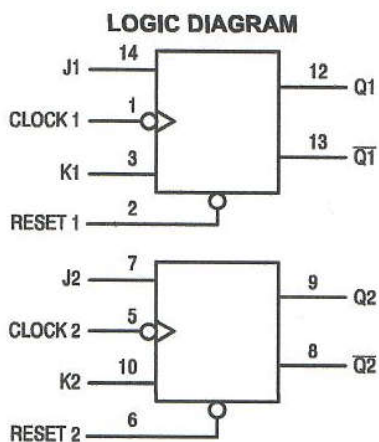 LOGIC DIAGRAM
J1 14 12 Q1
CLOCK 1 1
13 Q̅1̅
K1 3
RESET 1 2
J2 7 9 Q2
CLOCK 2 5
8 Q̅2̅
K2 10
RESET 2 6